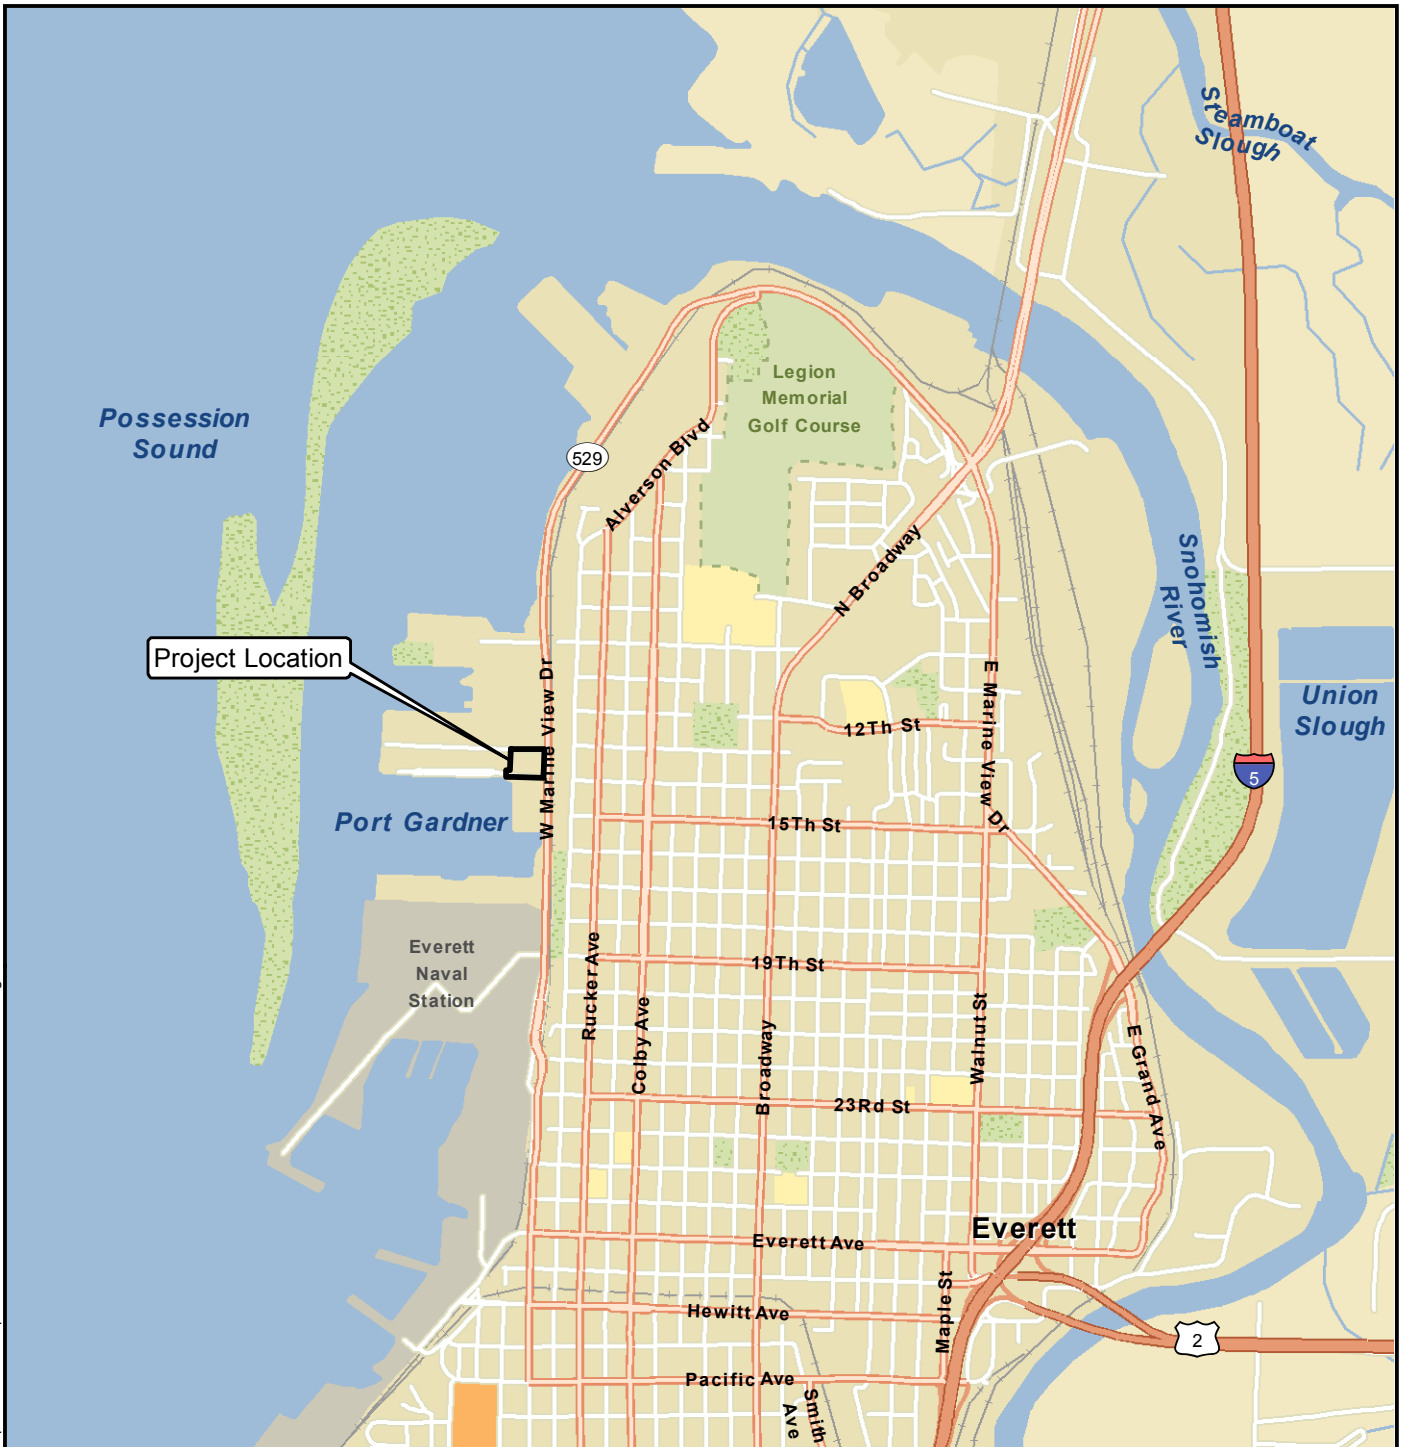 Steamboat
Slough
Legion
Memorial
Golf Course
Possession
Sound
529
Alverson Blvd
N Broadway
Snohomish
River
Project Location
W Marine View Dr
E Marine View Dr
Union
Slough
12Th St
5
Port Gardner
15Th St
Everett
Naval
Station
Rucker Ave
19Th St
Colby Ave
Broadway
Walnut St
E Grand Ave
23Rd St
Everett
Everett Ave
Maple St
Hewitt Ave
2
Pacific Ave
Smith
Ave